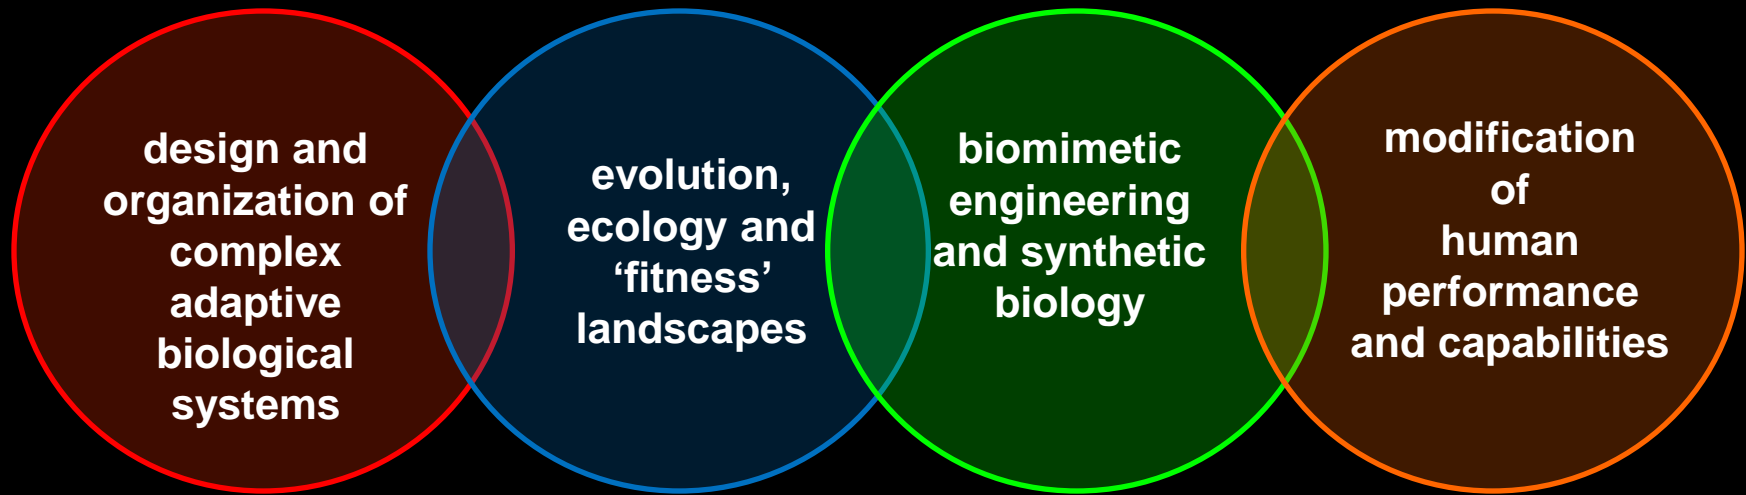 design and
organization of
complex
adaptive
biological
systems
evolution,
ecology and
‘fitness’
landscapes
biomimetic
engineering
and synthetic
biology
modification
of
human
performance
and capabilities